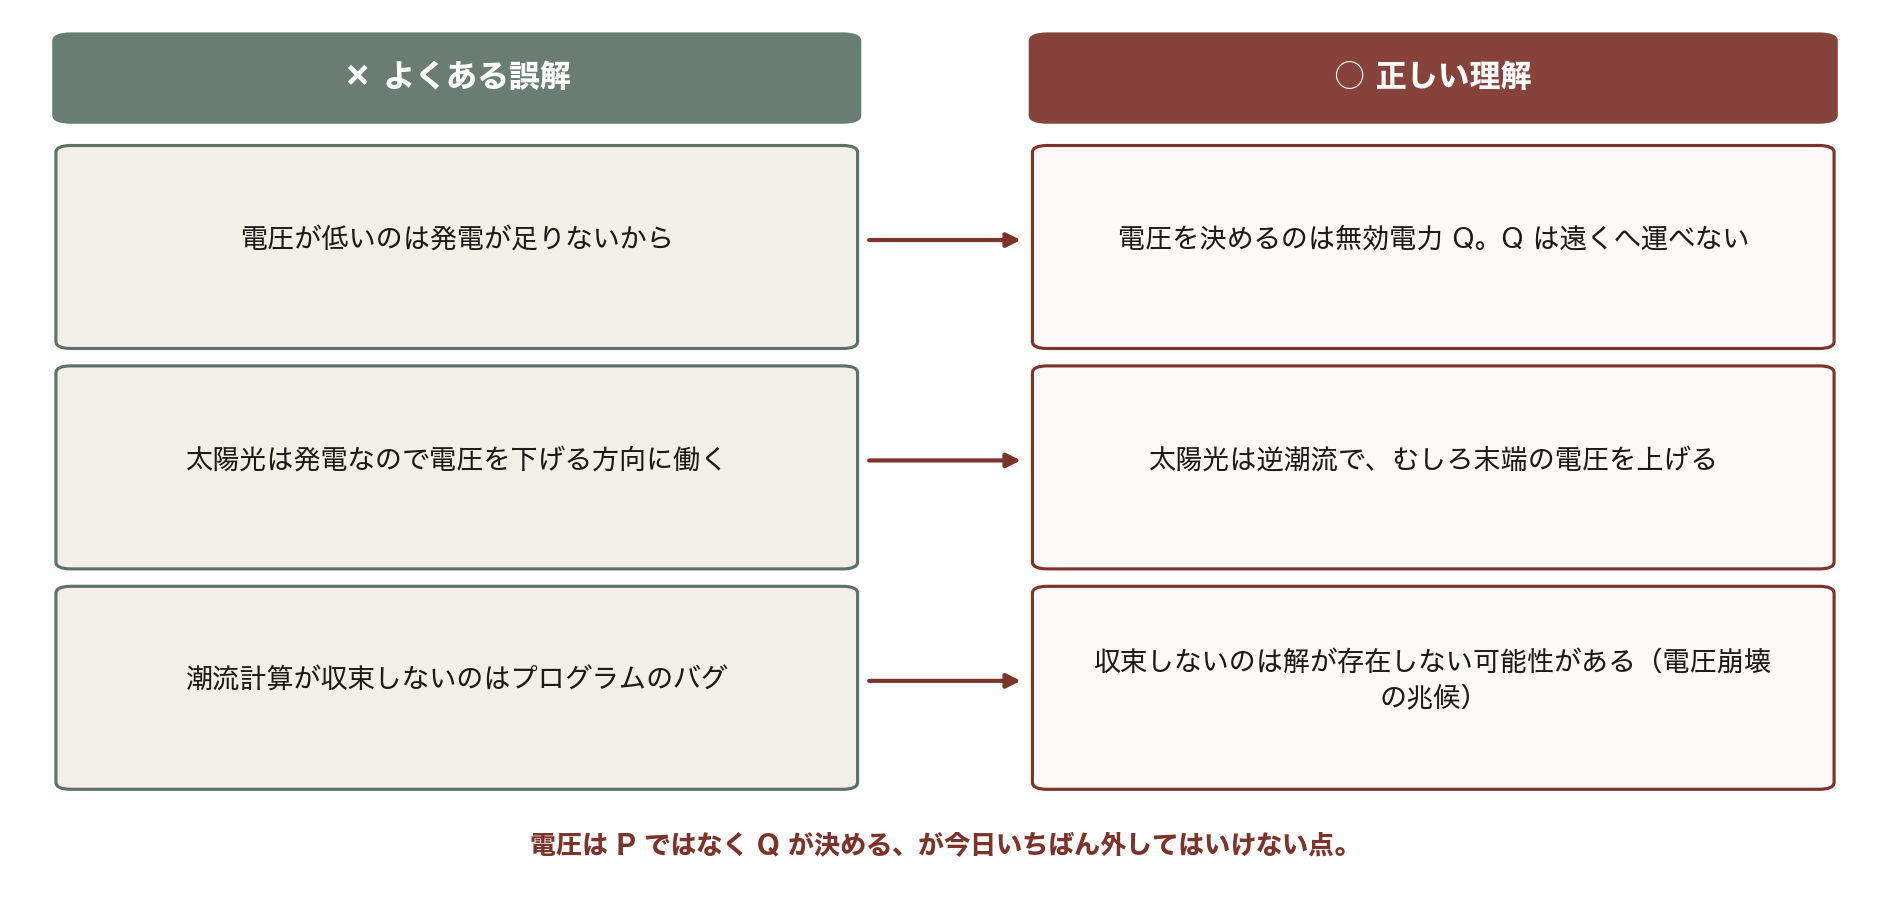 × よくある誤解
○ 正しい理解
電圧が低いのは発電が足りないから
電圧を決めるのは無効電力 Q。Q は遠くへ運べない
太陽光は発電なので電圧を下げる方向に働く
太陽光は逆潮流で、むしろ末端の電圧を上げる
潮流計算が収束しないのはプログラムのバグ
収束しないのは解が存在しない可能性がある（電圧崩壊
の兆候）
電圧は P ではなく Q が決める、が今日いちばん外してはいけない点。